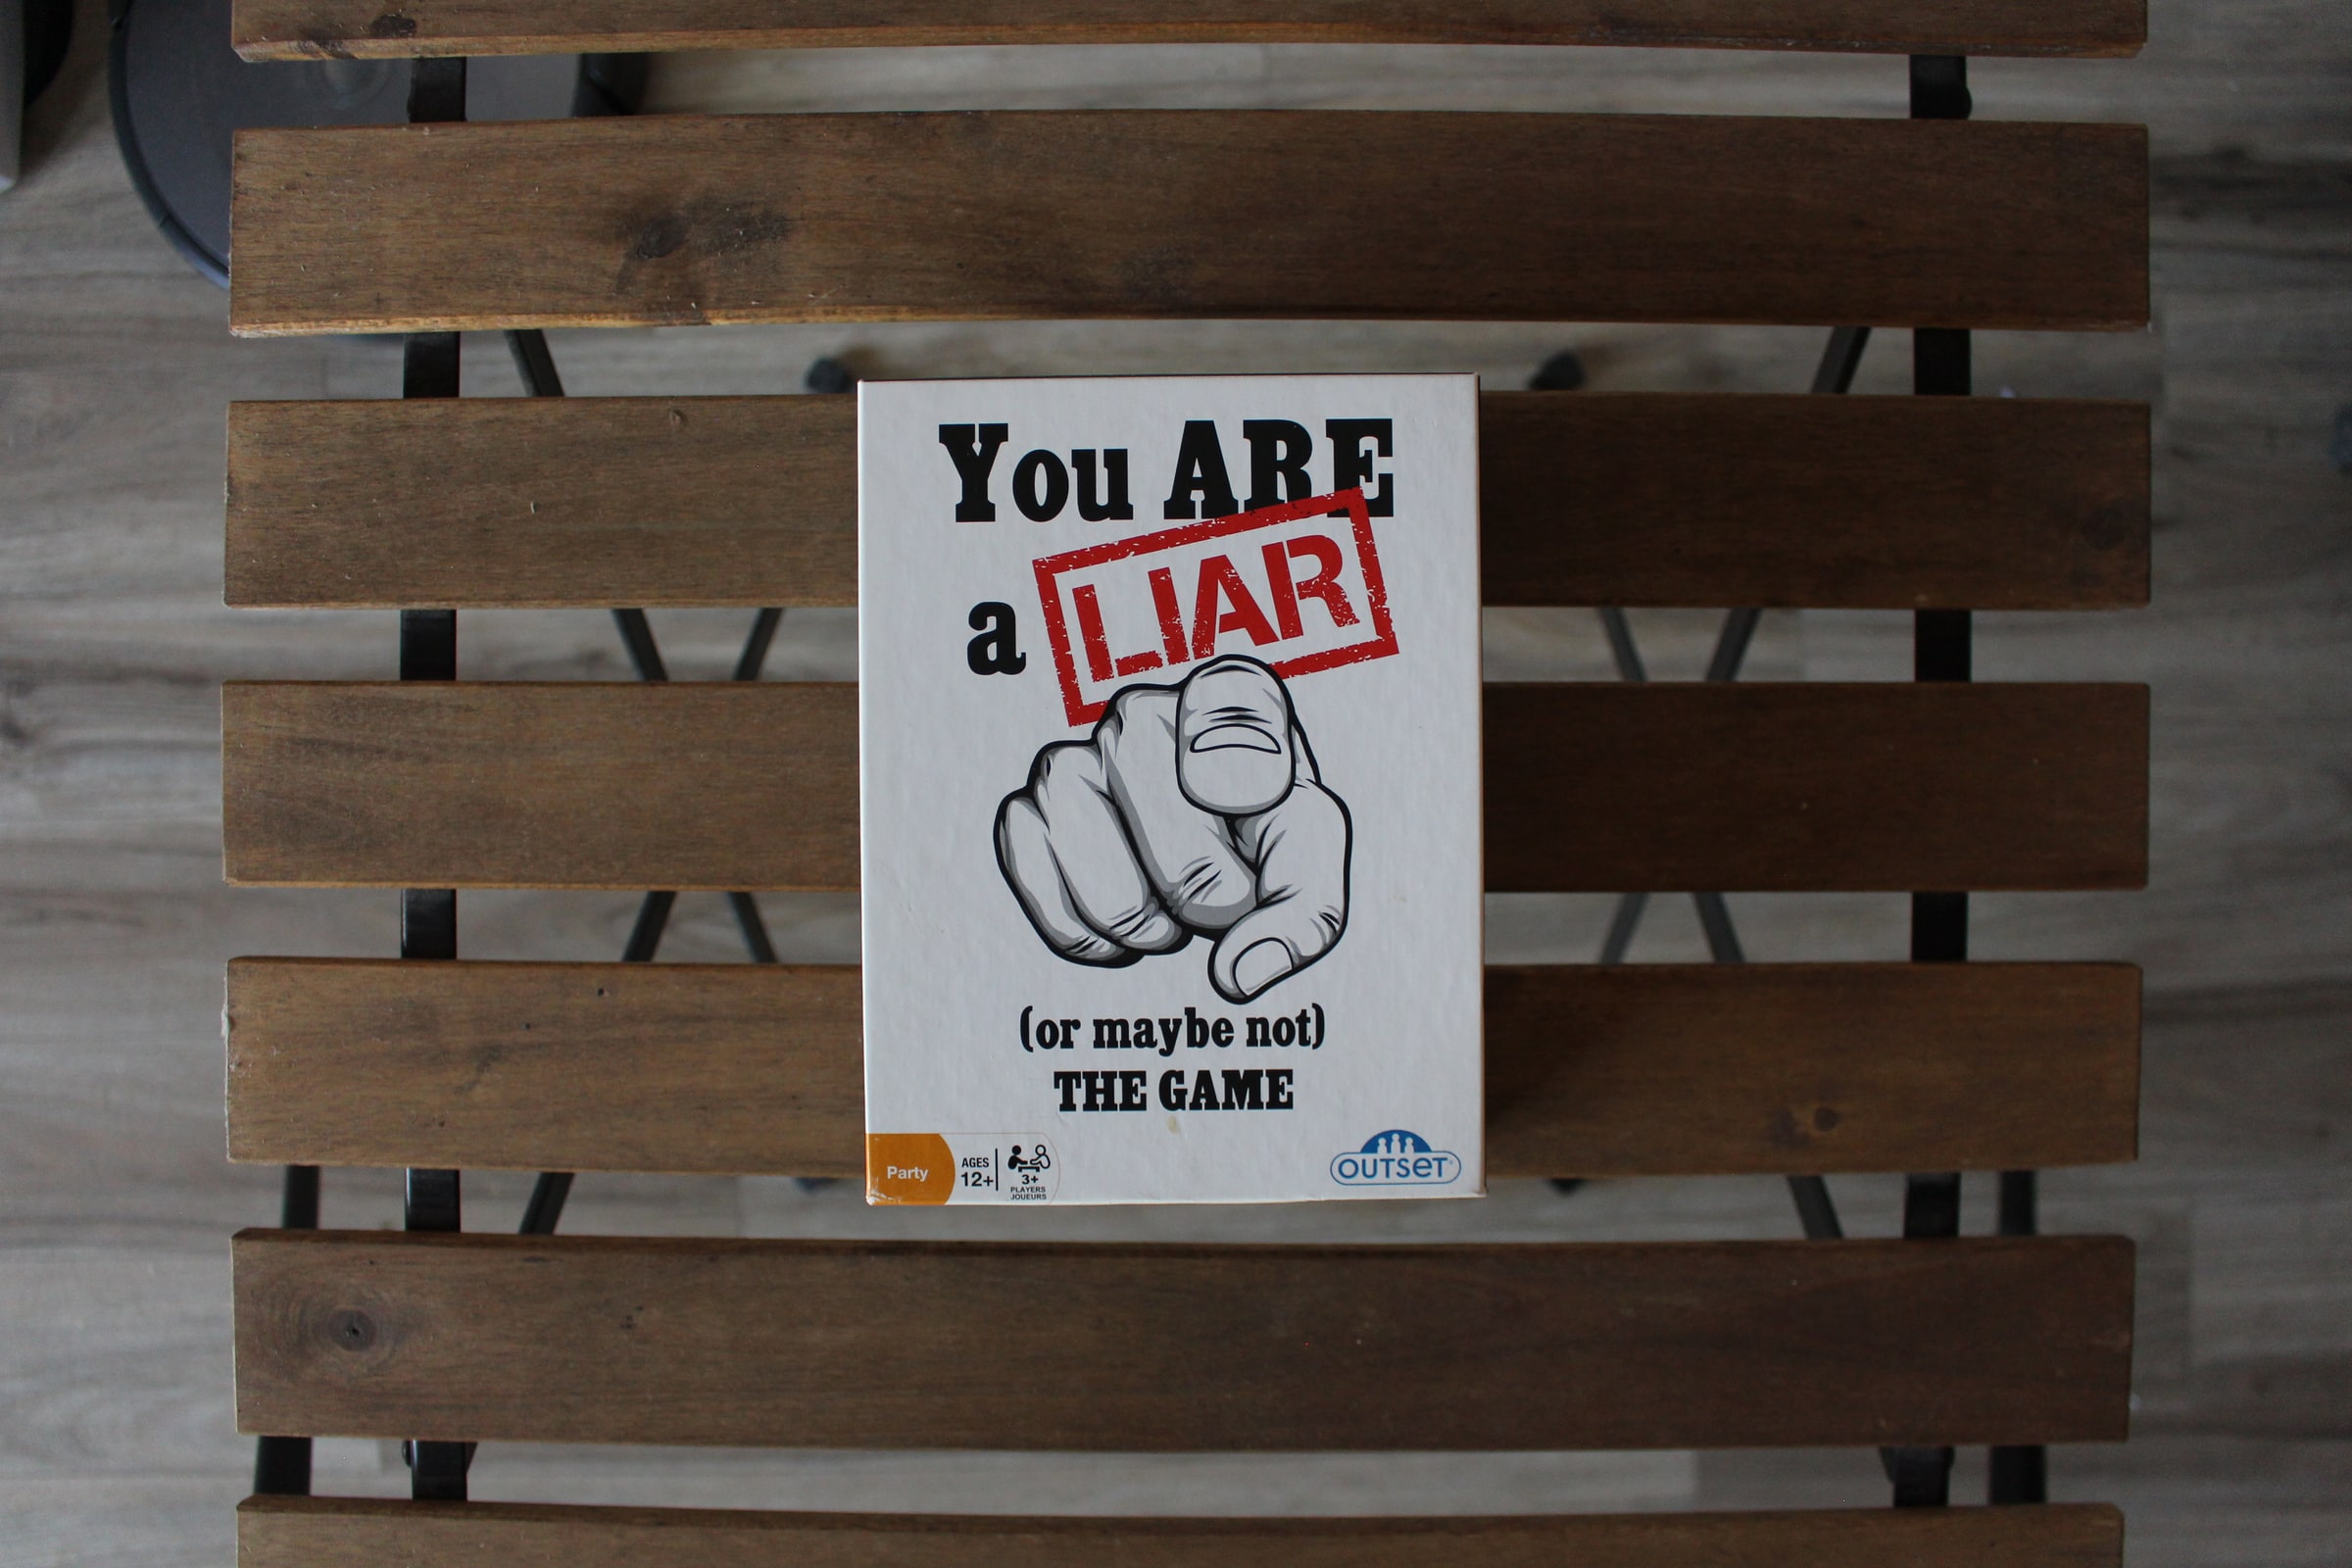 You ARE
a LIAR
(or maybe not)
THE GAME
Party
AGES
12+
3+
PLAYERS
JOUEURS
OUTSET